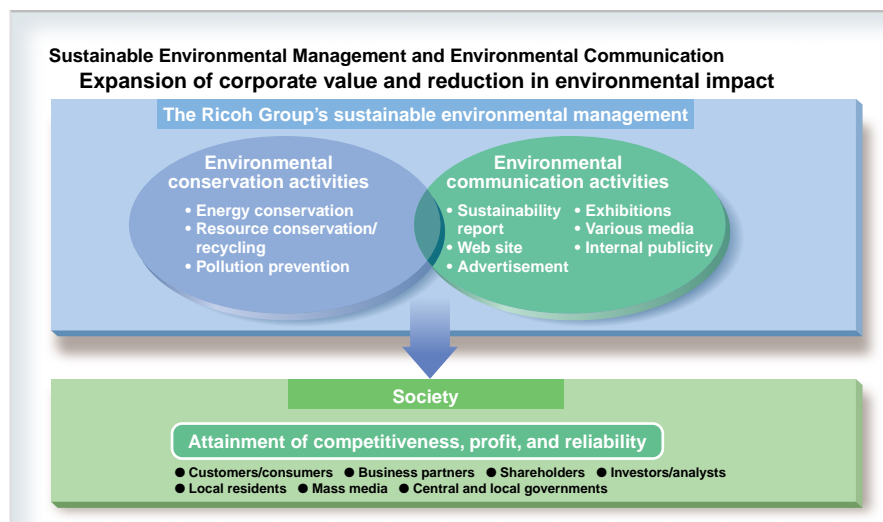 Sustainable Environmental Management and Environmental Communication
Expansion of corporate value and reduction in environmental impact
The Ricoh Group's sustainable environmental management
Environmental
conservation activities
• Energy conservation
• Resource conservation/
recycling
• Pollution prevention
Environmental
communication activities
• Sustainability
report
• Web site
• Advertisement
• Exhibitions
• Various media
• Internal publicity
Society
Attainment of competitiveness, profit, and reliability
● Customers/consumers ● Business partners ● Shareholders ● Investors/analysts
● Local residents ● Mass media ● Central and local governments